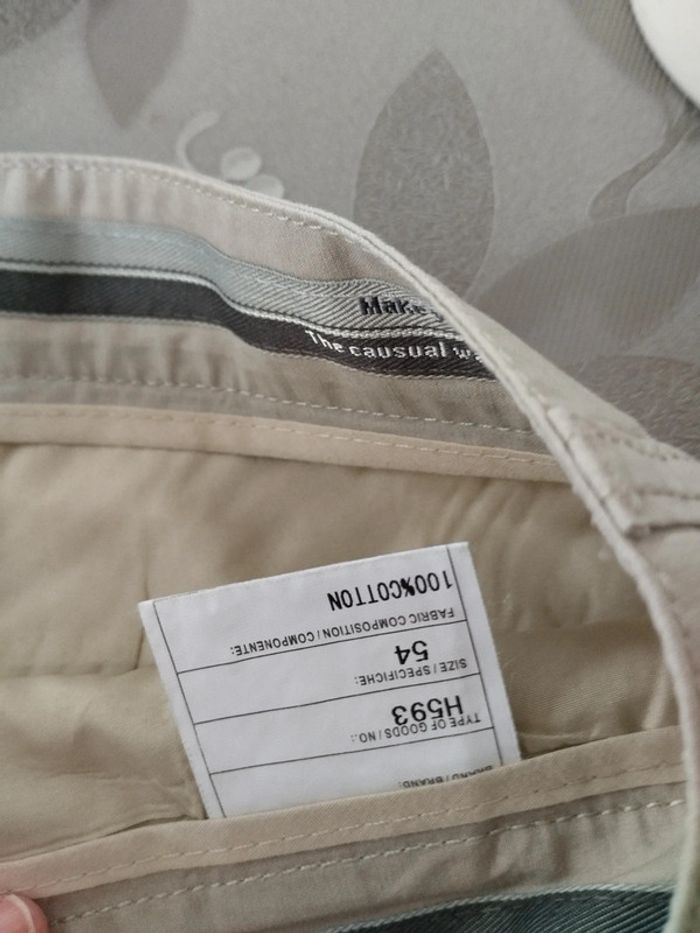 Make
The causual
BRAND / BRAND:
TYPE OF GOODS / NO.:
H593
SIZE / SPECIFICHE:
54
FABRIC COMPOSITION / COMPONENTE:
100%COTTON